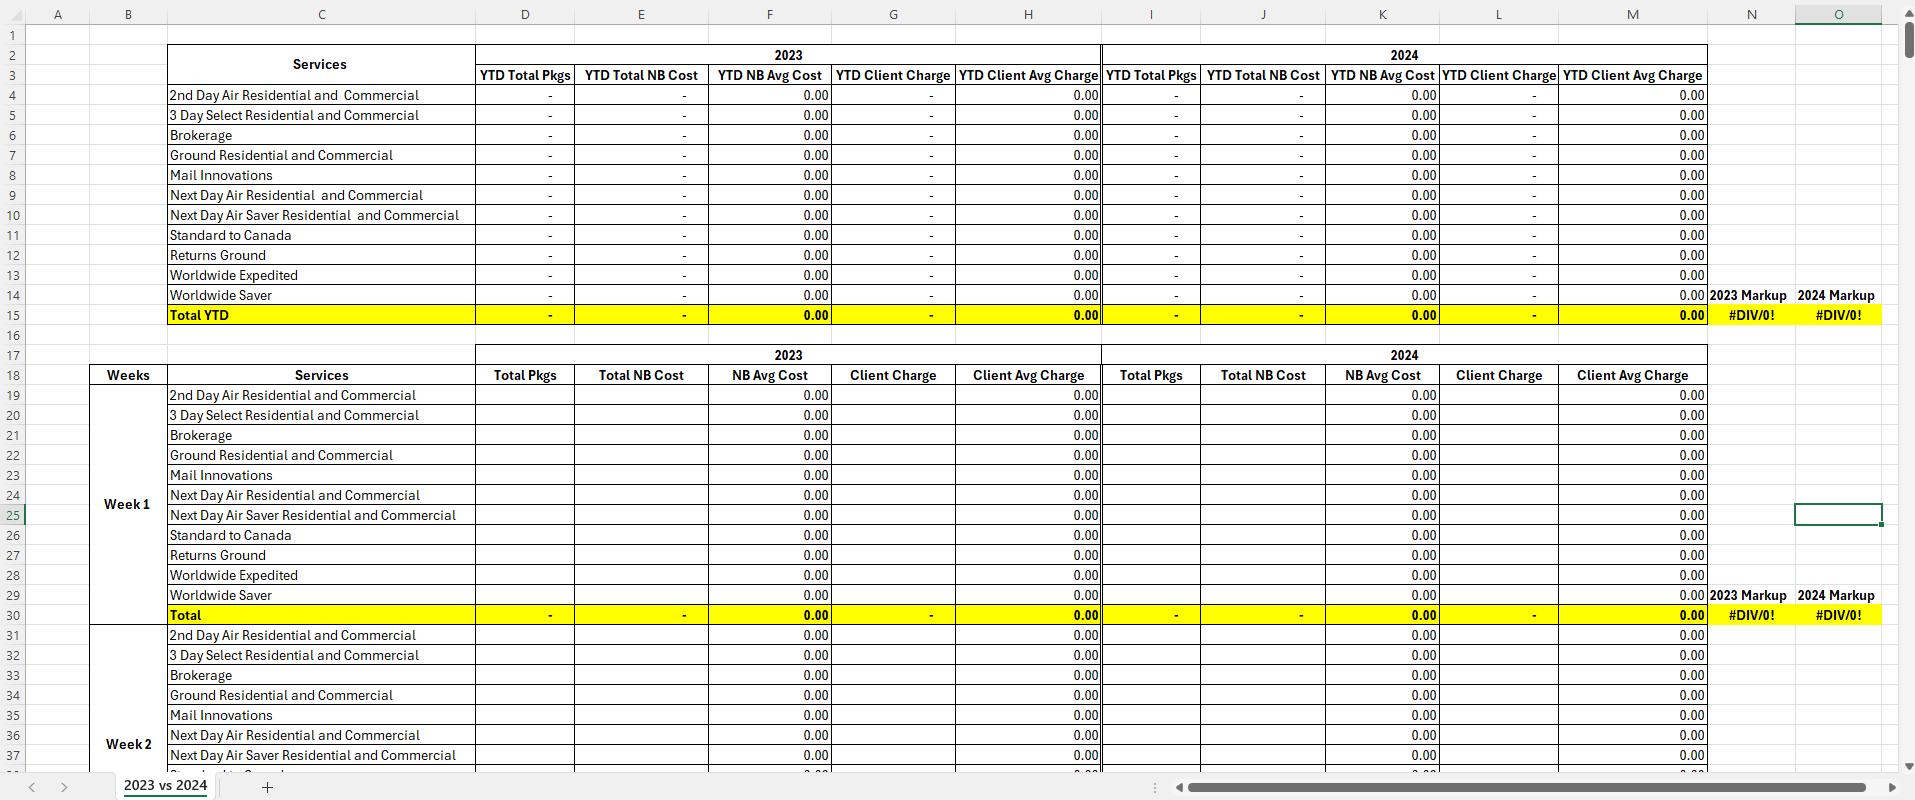 A B C D E F G H I J K L M N O
1
2 Services 2023 2024
3 YTD Total Pkgs YTD Total NB Cost YTD NB Avg Cost YTD Client Charge YTD Client Avg Charge YTD Total Pkgs YTD Total NB Cost YTD NB Avg Cost YTD Client Charge YTD Client Avg Charge
4 2nd Day Air Residential and  Commercial - - 0.00 - 0.00 - - 0.00 - 0.00
5 3 Day Select Residential and Commercial - - 0.00 - 0.00 - - 0.00 - 0.00
6 Brokerage - - 0.00 - 0.00 - - 0.00 - 0.00
7 Ground Residential and Commercial - - 0.00 - 0.00 - - 0.00 - 0.00
8 Mail Innovations - - 0.00 - 0.00 - - 0.00 - 0.00
9 Next Day Air Residential  and Commercial - - 0.00 - 0.00 - - 0.00 - 0.00
10 Next Day Air Saver Residential  and Commercial - - 0.00 - 0.00 - - 0.00 - 0.00
11 Standard to Canada - - 0.00 - 0.00 - - 0.00 - 0.00
12 Returns Ground - - 0.00 - 0.00 - - 0.00 - 0.00
13 Worldwide Expedited - - 0.00 - 0.00 - - 0.00 - 0.00
14 Worldwide Saver - - 0.00 - 0.00 - - 0.00 - 0.00 2023 Markup 2024 Markup
15 Total YTD - - 0.00 - 0.00 - - 0.00 - 0.00 #DIV/0! #DIV/0!
16
17 2023 2024
18 Weeks Services Total Pkgs Total NB Cost NB Avg Cost Client Charge Client Avg Charge Total Pkgs Total NB Cost NB Avg Cost Client Charge Client Avg Charge
19 2nd Day Air Residential and Commercial 0.00 0.00 0.00 0.00
20 3 Day Select Residential and Commercial 0.00 0.00 0.00 0.00
21 Brokerage 0.00 0.00 0.00 0.00
22 Ground Residential and Commercial 0.00 0.00 0.00 0.00
23 Mail Innovations 0.00 0.00 0.00 0.00
24 Next Day Air Residential and Commercial 0.00 0.00 0.00 0.00
Week 1
25 Next Day Air Saver Residential and Commercial 0.00 0.00 0.00 0.00
26 Standard to Canada 0.00 0.00 0.00 0.00
27 Returns Ground 0.00 0.00 0.00 0.00
28 Worldwide Expedited 0.00 0.00 0.00 0.00
29 Worldwide Saver 0.00 0.00 0.00 0.00 2023 Markup 2024 Markup
30 Total - - 0.00 - 0.00 - - 0.00 - 0.00 #DIV/0! #DIV/0!
31 2nd Day Air Residential and Commercial 0.00 0.00 0.00 0.00
32 3 Day Select Residential and Commercial 0.00 0.00 0.00 0.00
33 Brokerage 0.00 0.00 0.00 0.00
34 Ground Residential and Commercial 0.00 0.00 0.00 0.00
35 Mail Innovations 0.00 0.00 0.00 0.00
36 Next Day Air Residential and Commercial 0.00 0.00 0.00 0.00
Week 2
37 Next Day Air Saver Residential and Commercial 0.00 0.00 0.00 0.00
2023 vs 2024